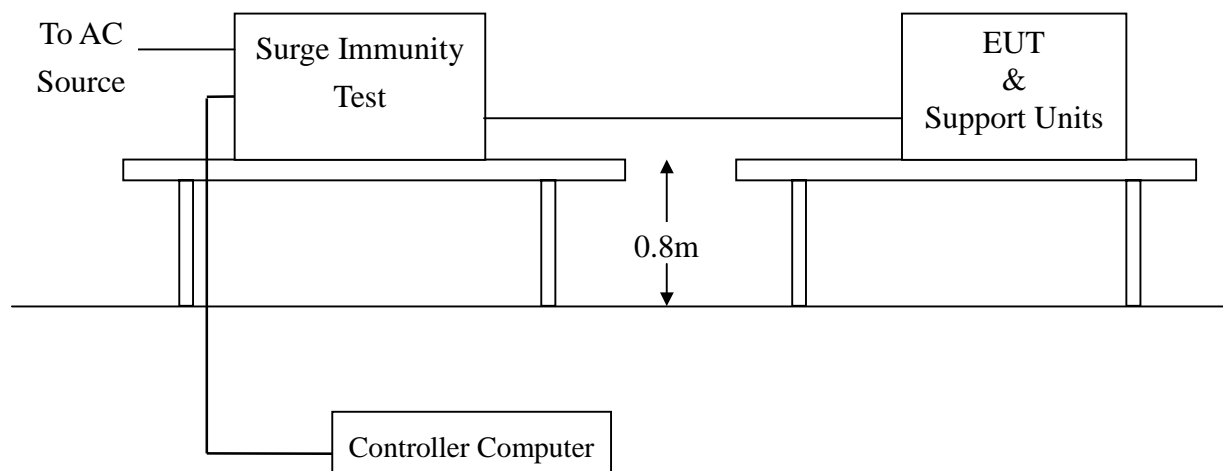 To AC
Source
Surge Immunity
Test
EUT
&
Support Units
0.8m
Controller Computer